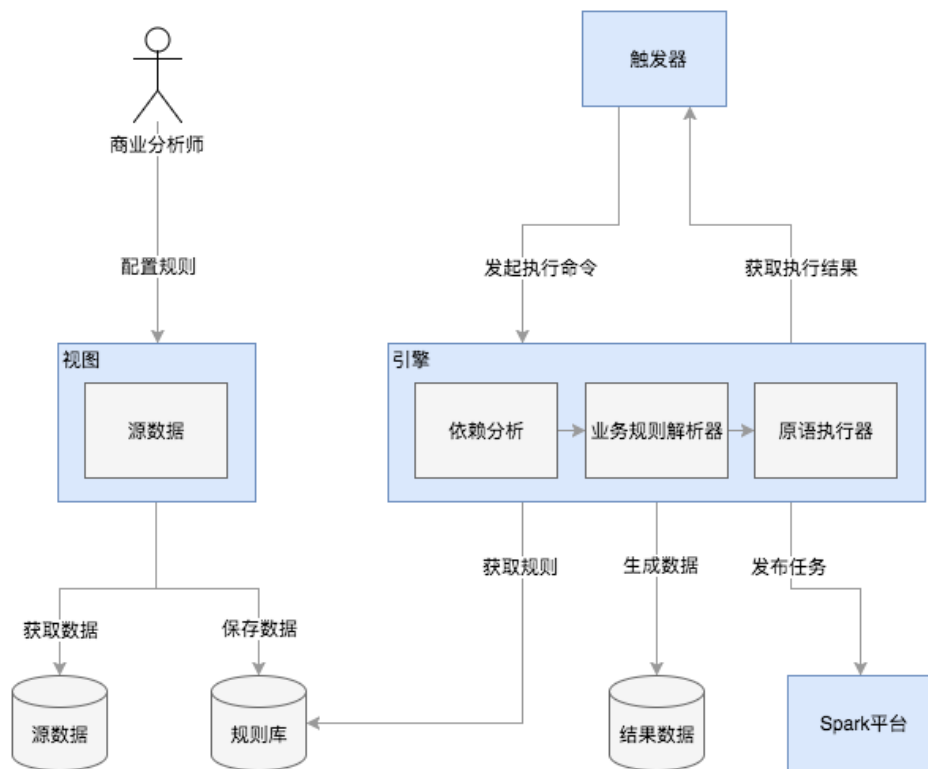 触发器
商业分析师
配置规则
发起执行命令
获取执行结果
视图
引擎
源数据
依赖分析
业务规则解析器
原语执行器
获取规则
生成数据
发布任务
获取数据
保存数据
源数据
规则库
结果数据
Spark平台